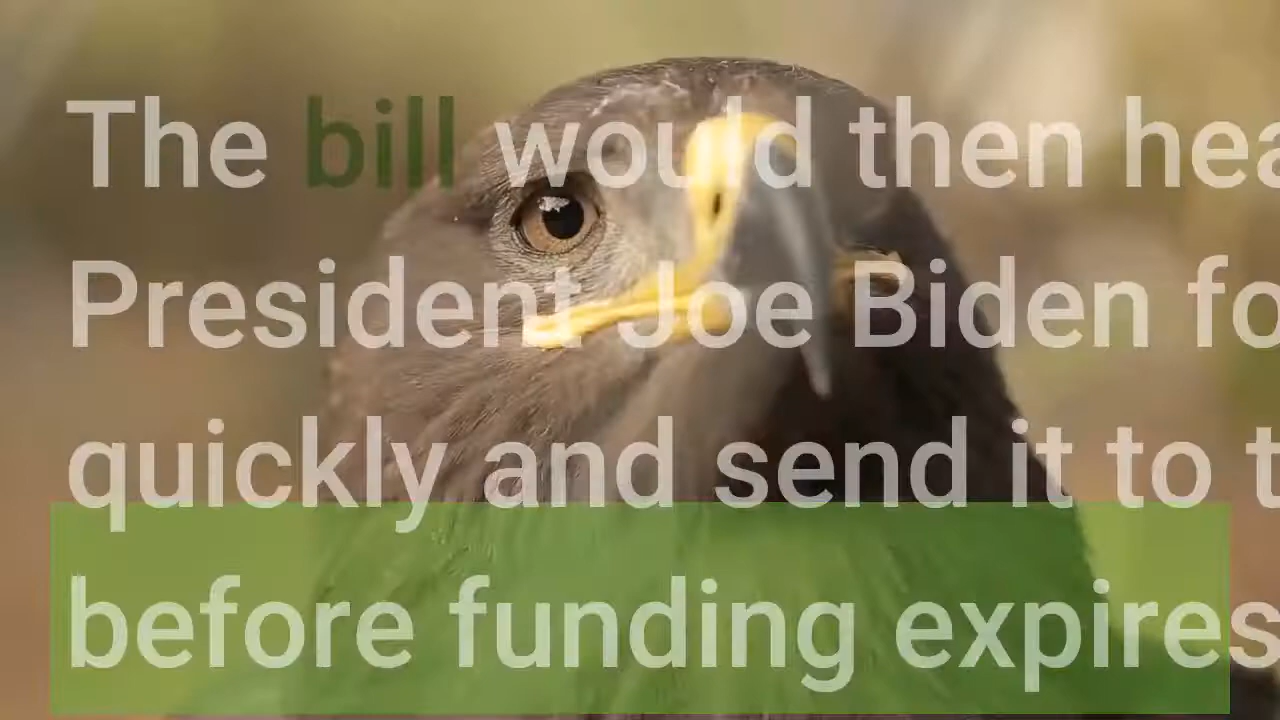 The bill would then hea
President Joe Biden fo
quickly and send it to t
before funding expires